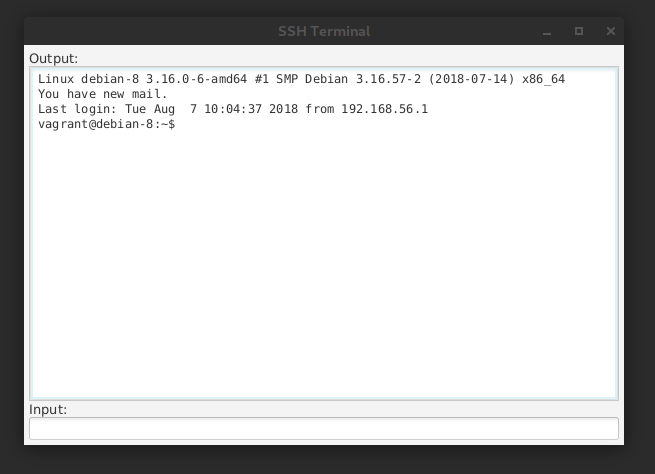 SSH Terminal
Output:
Linux debian-8 3.16.0-6-amd64 #1 SMP Debian 3.16.57-2 (2018-07-14) x86_64
You have new mail.
Last login: Tue Aug  7 10:04:37 2018 from 192.168.56.1
vagrant@debian-8:~$
Input: